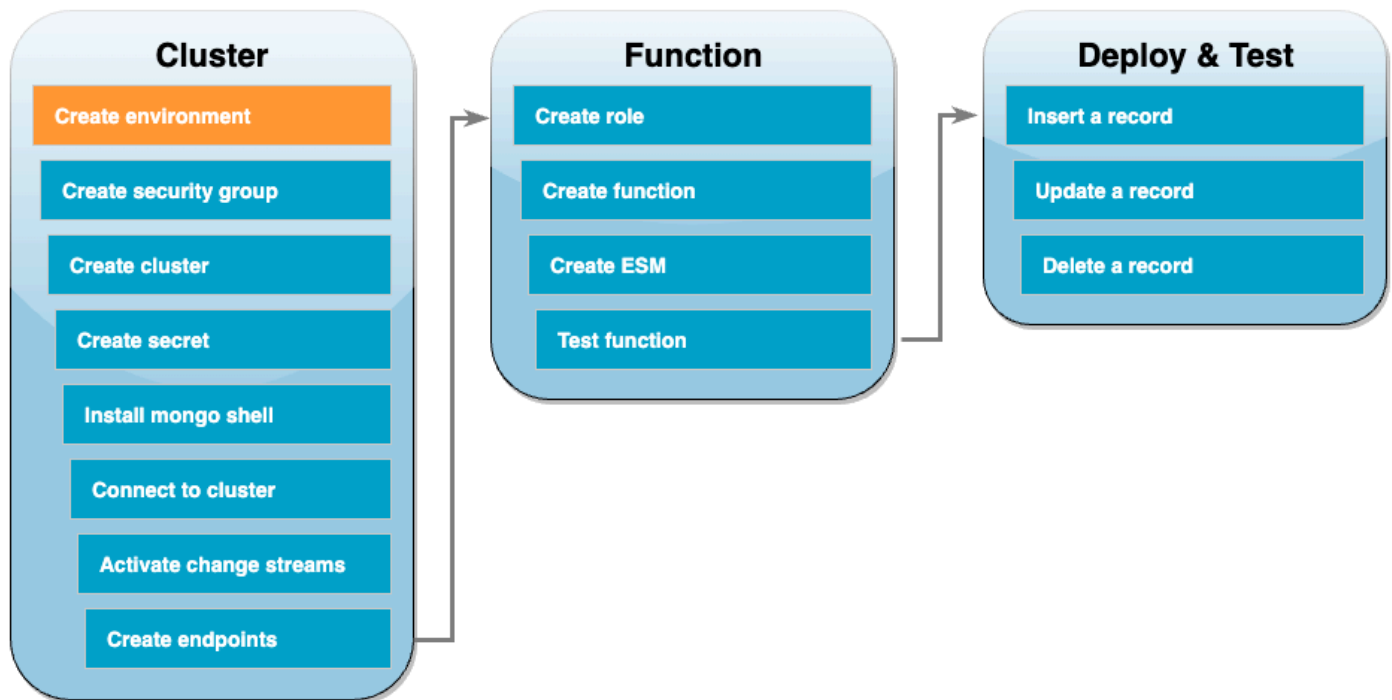 Cluster
Create environment
Create security group
Create cluster
Create secret
Install mongo shell
Connect to cluster
Activate change streams
Create endpoints
Function
Create role
Create function
Create ESM
Test function
Deploy & Test
Insert a record
Update a record
Delete a record